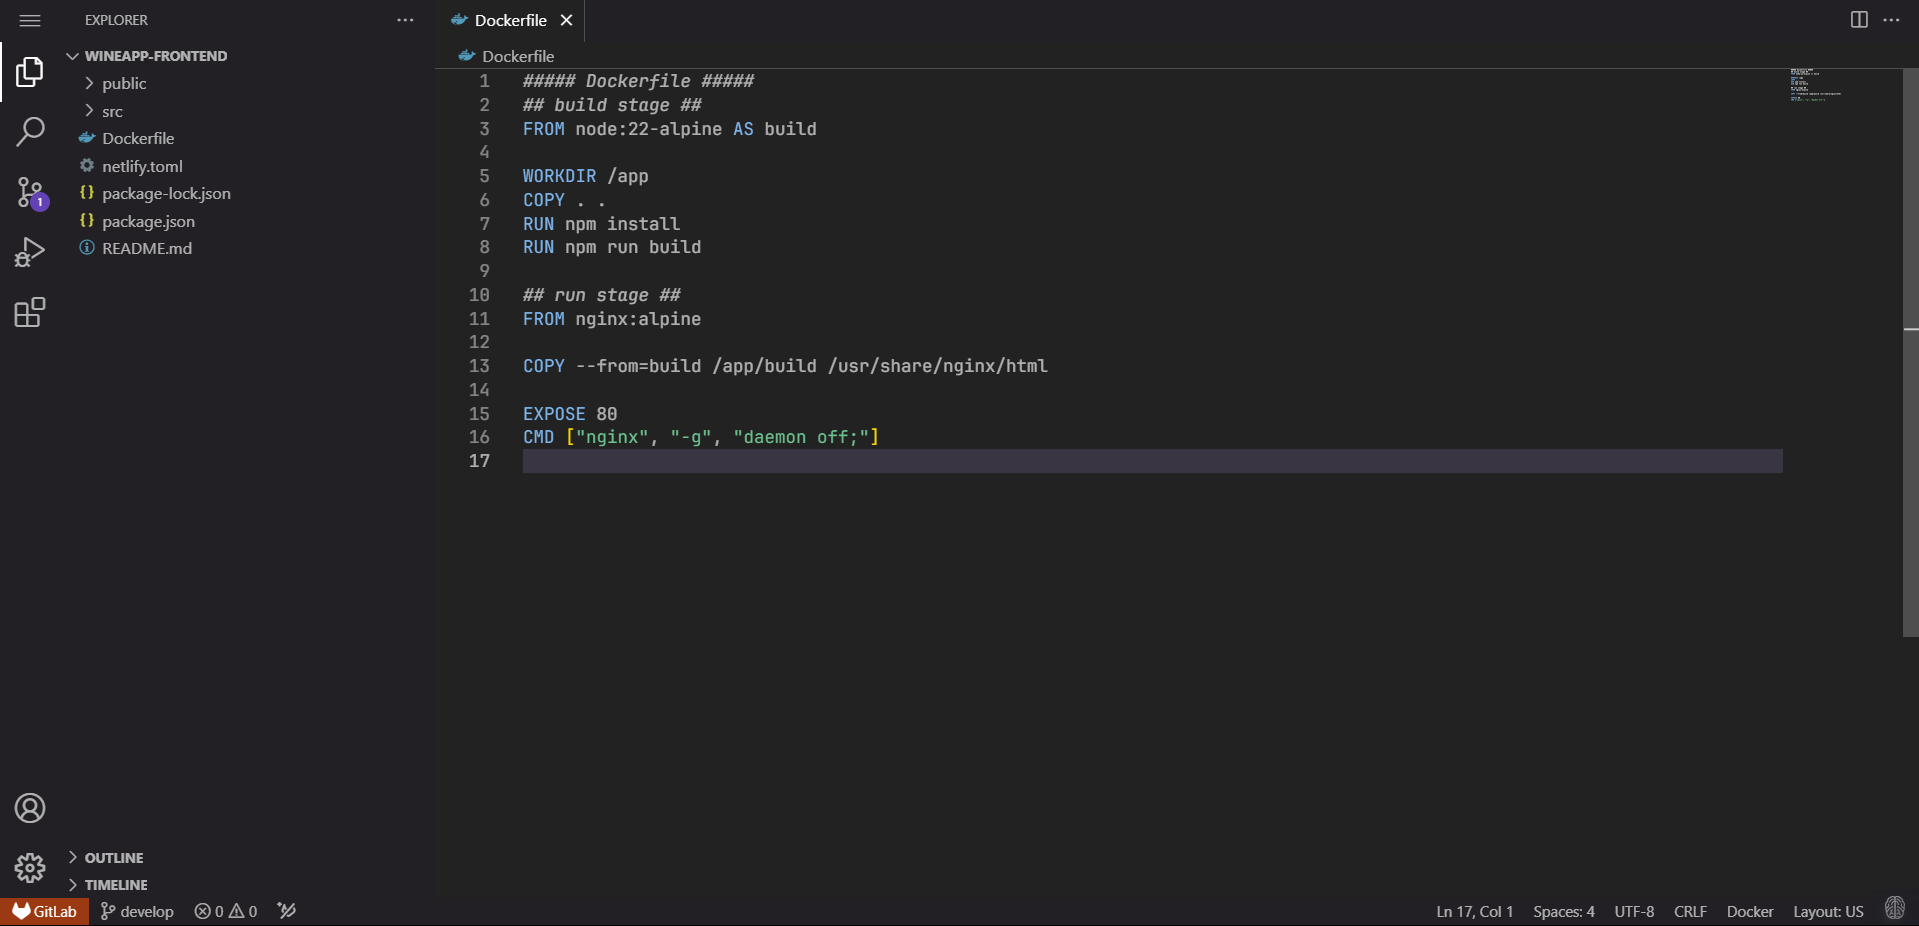 EXPLORER
Dockerfile
WINEAPP-FRONTEND
public
src
Dockerfile
netlify.toml
package-lock.json
package.json
README.md
1
Dockerfile
1 ##### Dockerfile #####
2 ## build stage ##
3 FROM node:22-alpine AS build
4
5 WORKDIR /app
6 COPY . .
7 RUN npm install
8 RUN npm run build
9
10 ## run stage ##
11 FROM nginx:alpine
12
13 COPY --from=build /app/build /usr/share/nginx/html
14
15 EXPOSE 80
16 CMD ["nginx", "-g", "daemon off;"]
17
OUTLINE
TIMELINE
GitLab develop 0 0 Ln 17, Col 1 Spaces: 4 UTF-8 CRLF Docker Layout: US